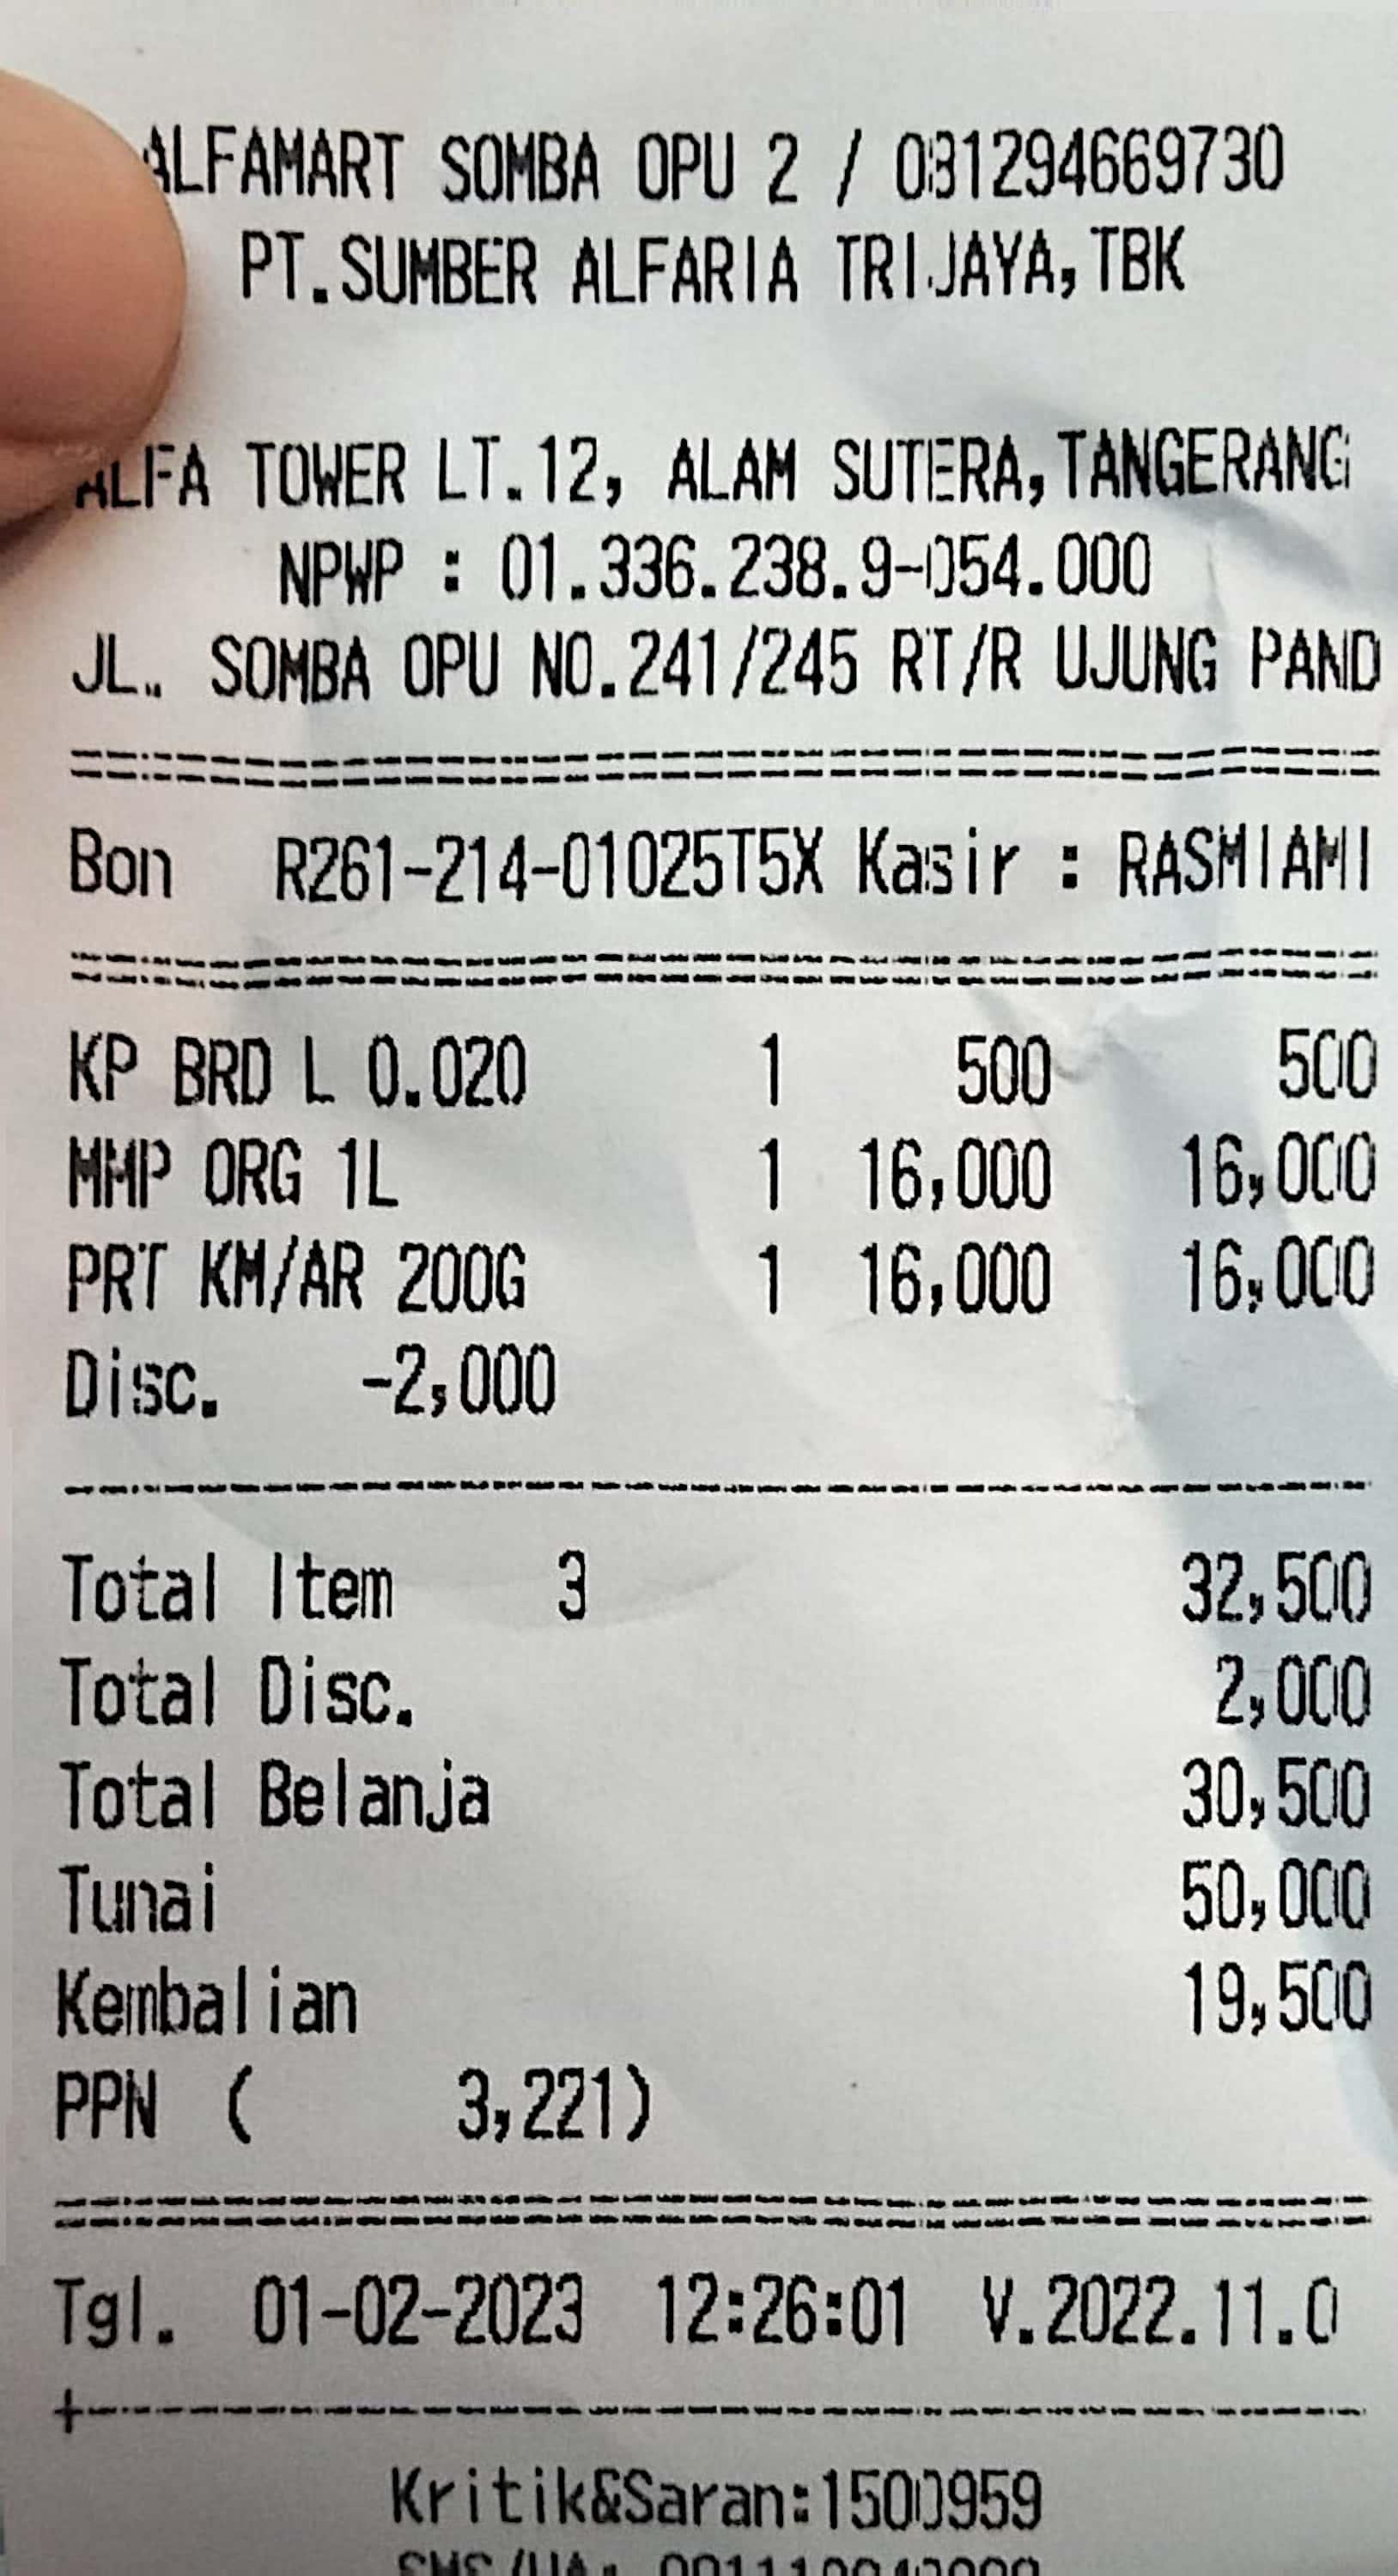 ALFAMART SOMBA OPU 2 / 081294669730
PT.SUMBER ALFARIA TRIJAYA,TBK
ALFA TOWER LT.12, ALAM SUTERA,TANGERANG
NPWP : 01.336.238.9-054.000
JL. SOMBA OPU NO.241/245 RT/R UJUNG PAND
Bon R261-214-01025T5X Kasir : RASMIAMI
KP BRD L 0.020 1 500 500
MMP ORG 1L 1 16,000 16,000
PRT KM/AR 200G 1 16,000 16,000
Disc. -2,000
Total Item 3 32,500
Total Disc. 2,000
Total Belanja 30,500
Tunai 50,000
Kembalian 19,500
PPN ( 3,221)
Tgl. 01-02-2023 12:26:01 V.2022.11.0
Kritik&Saran:1500959